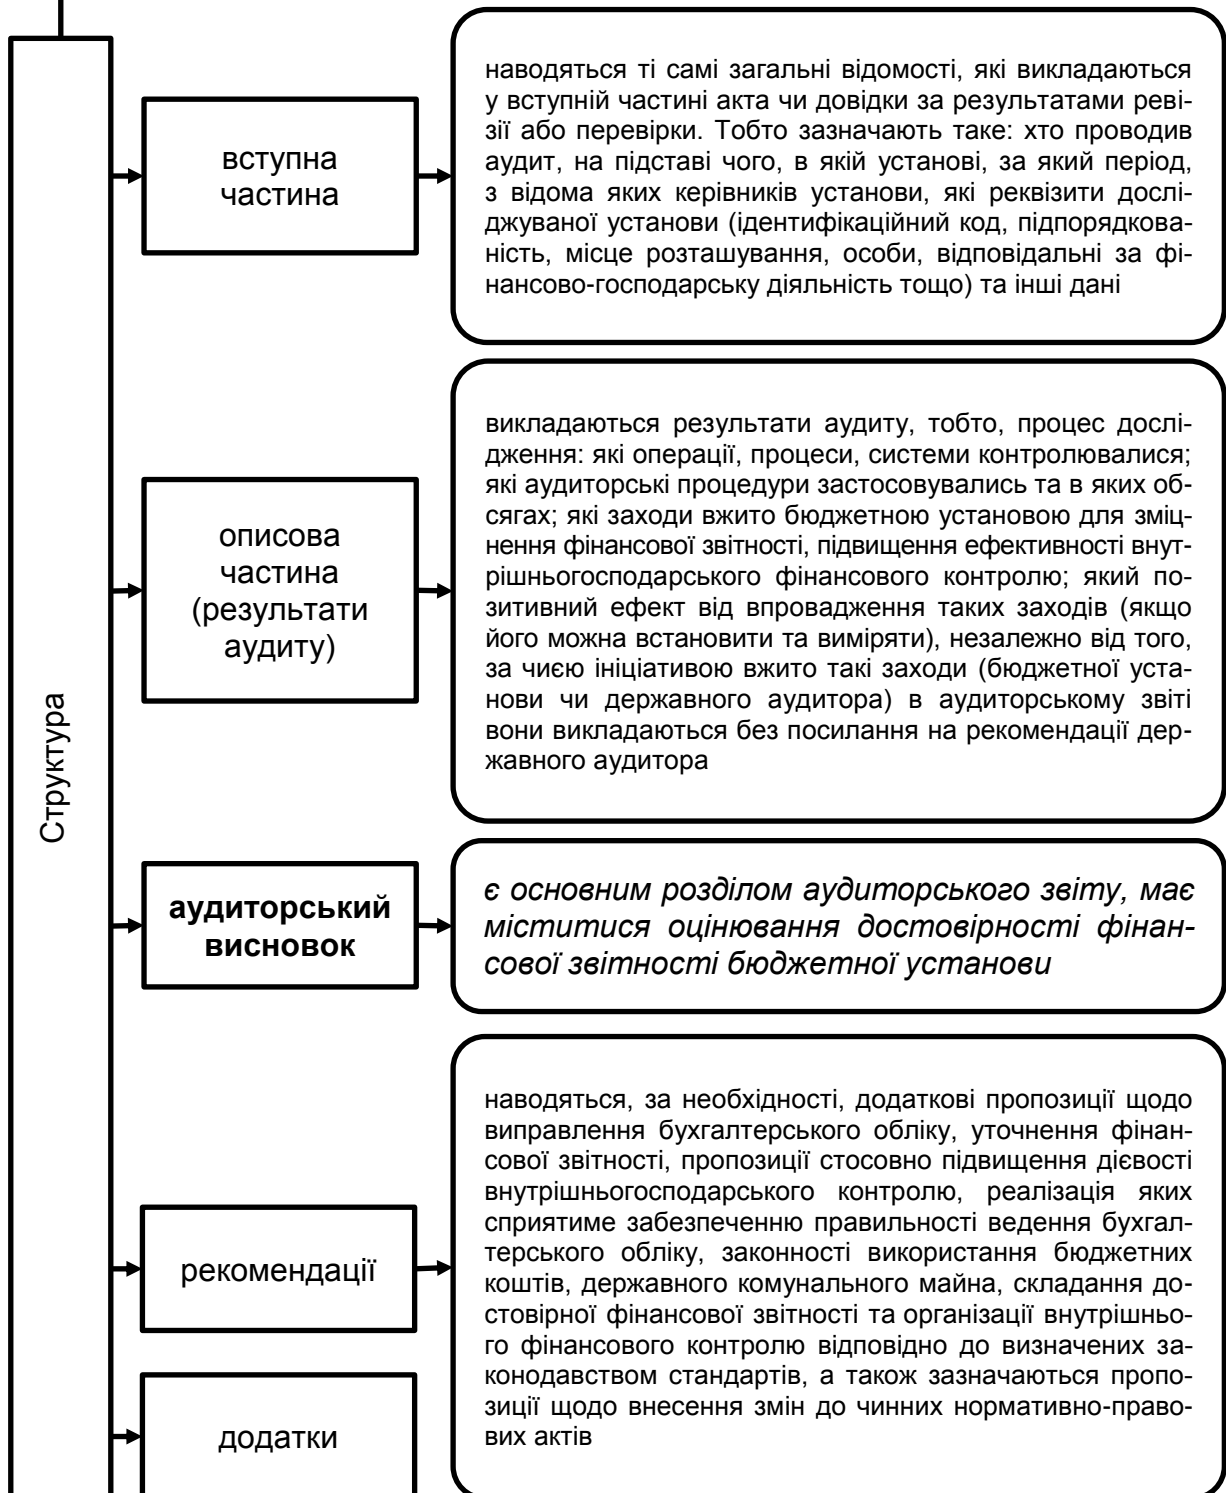 Структура
вступна
частина
наводяться ті самі загальні відомості, які викладаються
у вступній частині акта чи довідки за результатами реві-
зії або перевірки. Тобто зазначають таке: хто проводив
аудит, на підставі чого, в якій установі, за який період,
з відома яких керівників установи, які реквізити дослі-
джуваної установи (ідентифікаційний код, підпорядкова-
ність, місце розташування, особи, відповідальні за фі-
нансово-господарську діяльність тощо) та інші дані
описова
частина
(результати
аудиту)
викладаються результати аудиту, тобто, процес дослі-
дження: які операції, процеси, системи контролювалися;
які аудиторські процедури застосовувались та в яких об-
сягах; які заходи вжито бюджетною установою для зміц-
нення фінансової звітності, підвищення ефективності внут-
рішньогосподарського фінансового контролю; який по-
зитивний ефект від впровадження таких заходів (якщо
його можна встановити та виміряти), незалежно від того,
за чиєю ініціативою вжито такі заходи (бюджетної уста-
нови чи державного аудитора) в аудиторському звіті
вони викладаються без посилання на рекомендації дер-
жавного аудитора
аудиторський
висновок
є основним розділом аудиторського звіту, має
міститися оцінювання достовірності фінан-
сової звітності бюджетної установи
рекомендації
наводяться, за необхідності, додаткові пропозиції щодо
виправлення бухгалтерського обліку, уточнення фінан-
сової звітності, пропозиції стосовно підвищення дієвості
внутрішньогосподарського контролю, реалізація яких
сприятиме забезпеченню правильності ведення бухгал-
терського обліку, законності використання бюджетних
коштів, державного комунального майна, складання до-
стовірної фінансової звітності та організації внутрішньо-
го фінансового контролю відповідно до визначених за-
конодавством стандартів, а також зазначаються пропо-
зиції щодо внесення змін до чинних нормативно-право-
вих актів
додатки